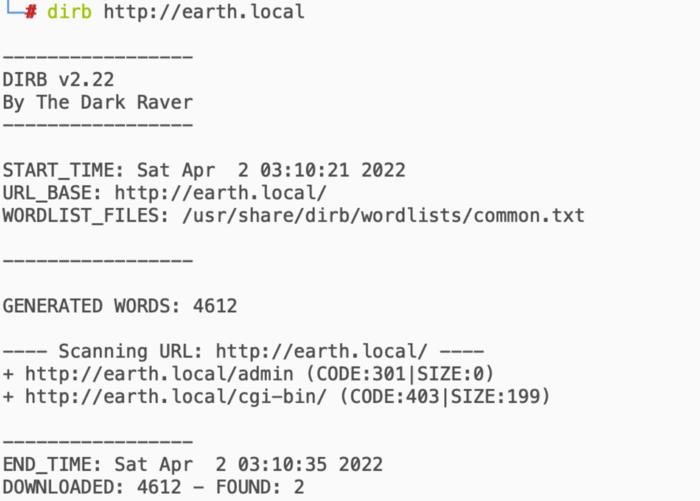 └─# dirb http://earth.local
-----------------
DIRB v2.22
By The Dark Raver
-----------------
START_TIME: Sat Apr  2 03:10:21 2022
URL_BASE: http://earth.local/
WORDLIST_FILES: /usr/share/dirb/wordlists/common.txt
-----------------
GENERATED WORDS: 4612
---- Scanning URL: http://earth.local/ ----
+ http://earth.local/admin (CODE:301|SIZE:0)
+ http://earth.local/cgi-bin/ (CODE:403|SIZE:199)
-----------------
END_TIME: Sat Apr  2 03:10:35 2022
DOWNLOADED: 4612 - FOUND: 2